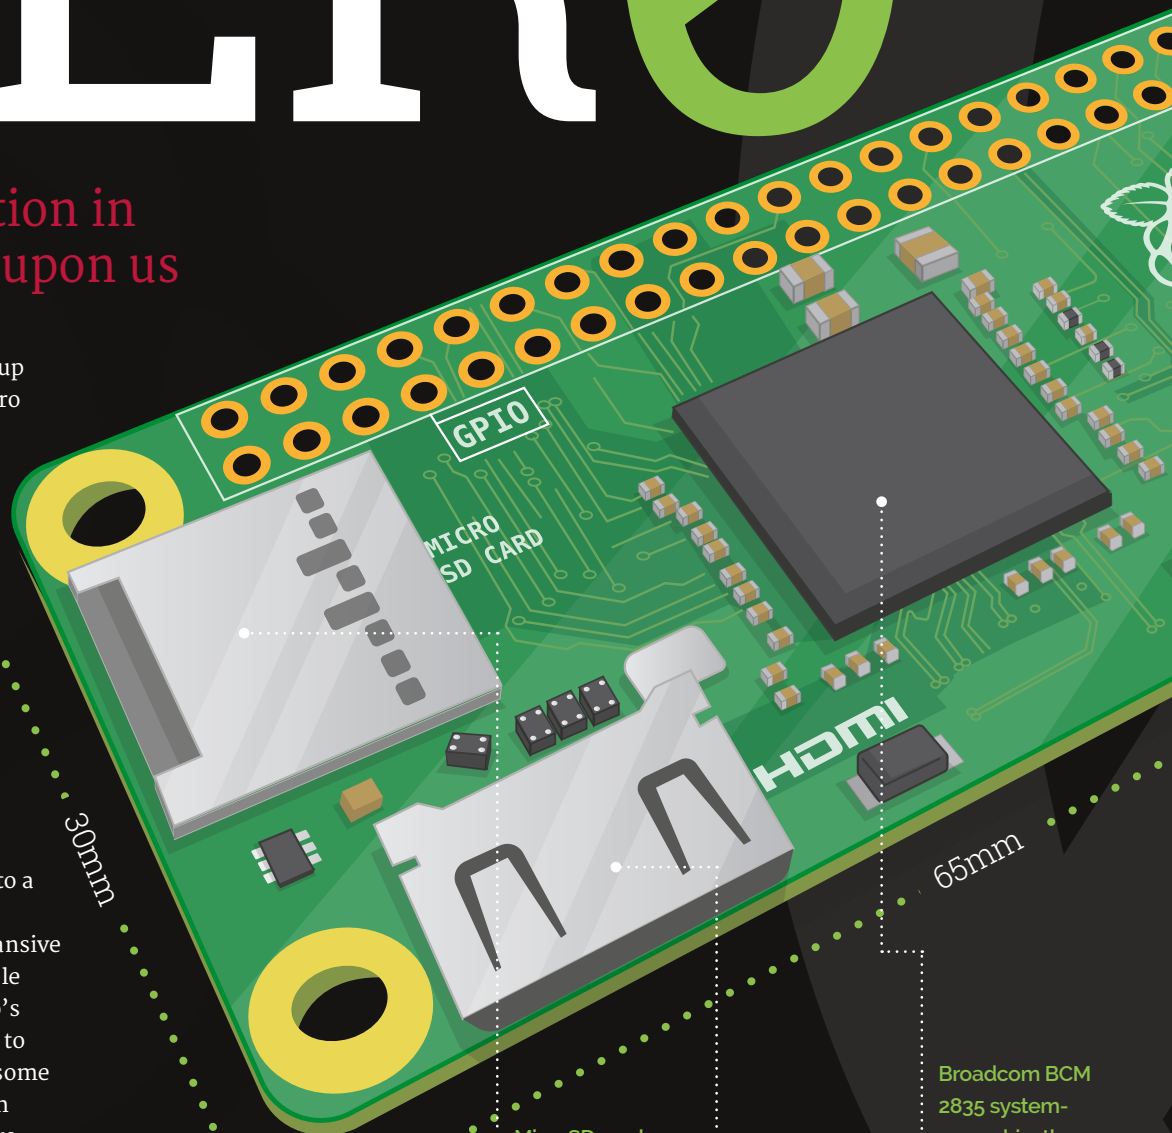 tion in
upon us
up
ro
GPIO
MICRO
SD CARD
HDMI
30mm
65mm
to a
ansive
le
's
to
some
n
Broadcom BCM
2835 system-